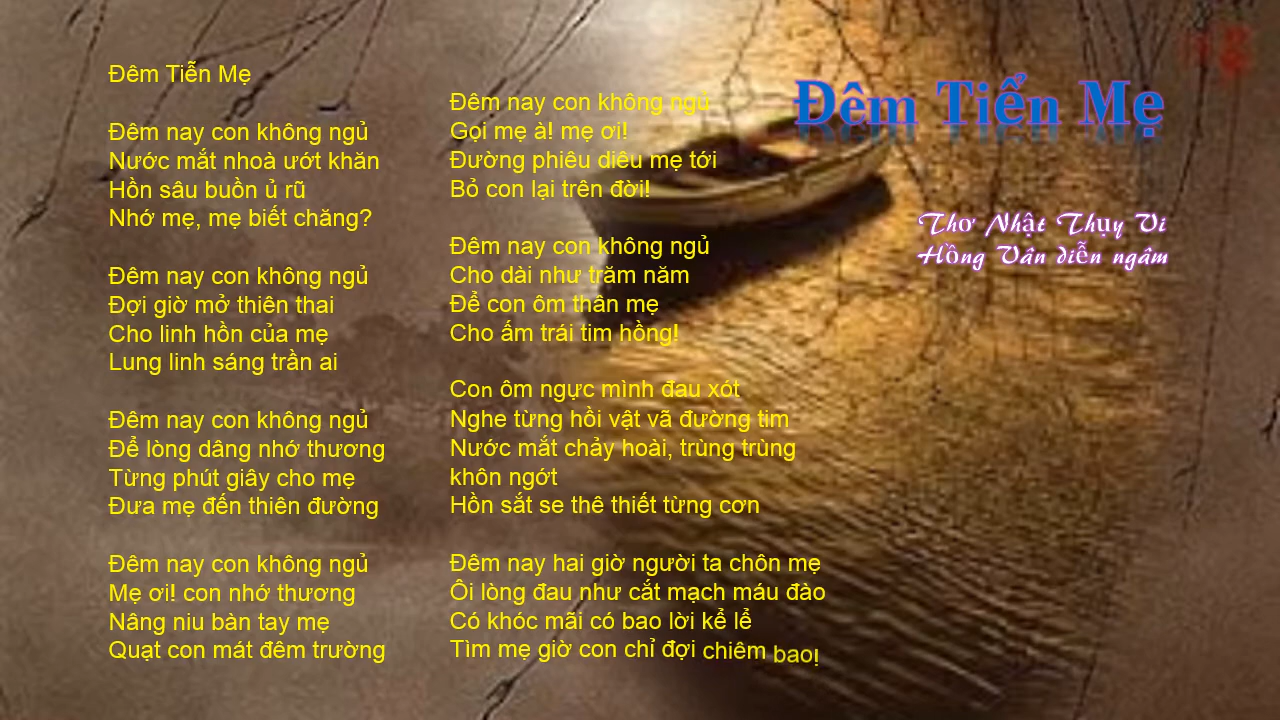 Đêm Tiễn Mẹ
Đêm nay con không ngủ
Nước mắt nhoà ướt khăn
Hồn sâu buồn ủ rũ
Nhớ mẹ, mẹ biết chăng?
Đêm nay con không ngủ
Đợi giờ mở thiên thai
Cho linh hồn của mẹ
Lung linh sáng trần ai
Đêm nay con không ngủ
Để lòng dâng nhớ thương
Từng phút giây cho mẹ
Đưa mẹ đến thiên đường
Đêm nay con không ngủ
Mẹ ơi! con nhớ thương
Nâng niu bàn tay mẹ
Quạt con mát đêm trường
Đêm nay con không ngủ
Gọi mẹ à! mẹ ơi!
Đường phiêu diêu mẹ tới
Bỏ con lại trên đời!
Đêm nay con không ngủ
Cho dài như trăm năm
Để con ôm thân mẹ
Cho ấm trái tim hồng!
Con ôm ngực mình đau xót
Nghe từng hồi vật vã đường tim
Nước mắt chảy hoài, trùng trùng
khôn ngớt
Hồn sắt se thê thiết từng cơn
Đêm nay hai giờ người ta chôn mẹ
Ôi lòng đau như cắt mạch máu đào
Có khóc mãi có bao lời kể lể
Tìm mẹ giờ con chỉ đợi chiêm bao!
Đêm Tiển Mẹ
Thơ Nhật Thụy Vi
Hồng Vân diễn ngâm